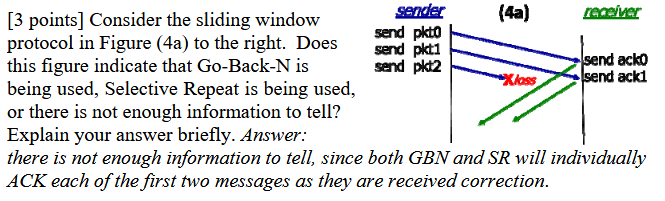 [3 points] Consider the sliding window
protocol in Figure (4a) to the right. Does
this figure indicate that Go-Back-N is
being used, Selective Repeat is being used,
or there is not enough information to tell?
Explain your answer briefly. Answer:
there is not enough information to tell, since both GBN and SR will individually
ACK each of the first two messages as they are received correction.
sender (4a) receiver
send pkt0
send pkt1
send pkt2
Xloss
send ack0
send ack1